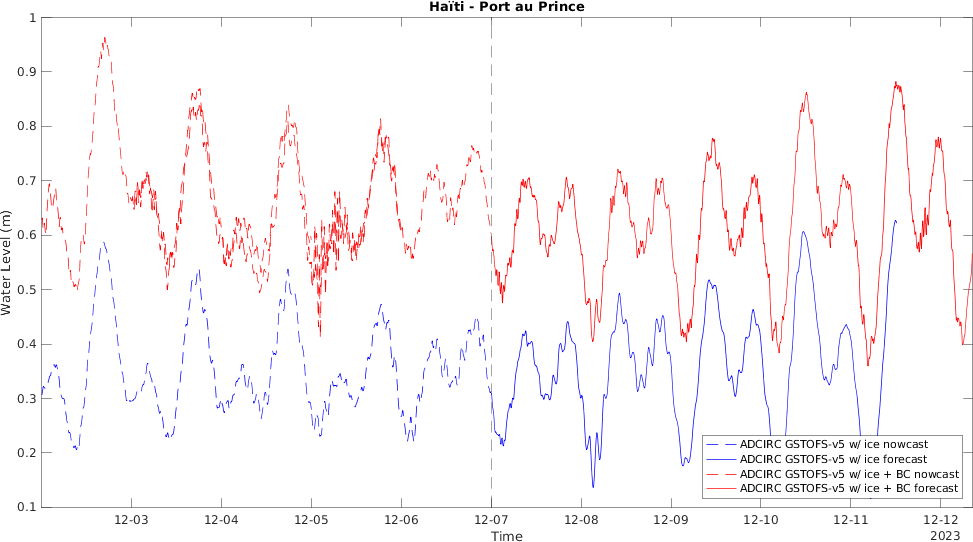 Haïti - Port au Prince
1
0.9
0.8
0.7
0.6
0.5
0.4
0.3
0.2
0.1
Water Level (m)
12-03 12-04 12-05 12-06 12-07 12-08 12-09 12-10 12-11 12-12
2023
Time
ADCIRC GSTOFS-v5 w/ ice nowcast
ADCIRC GSTOFS-v5 w/ ice forecast
ADCIRC GSTOFS-v5 w/ ice + BC nowcast
ADCIRC GSTOFS-v5 w/ ice + BC forecast